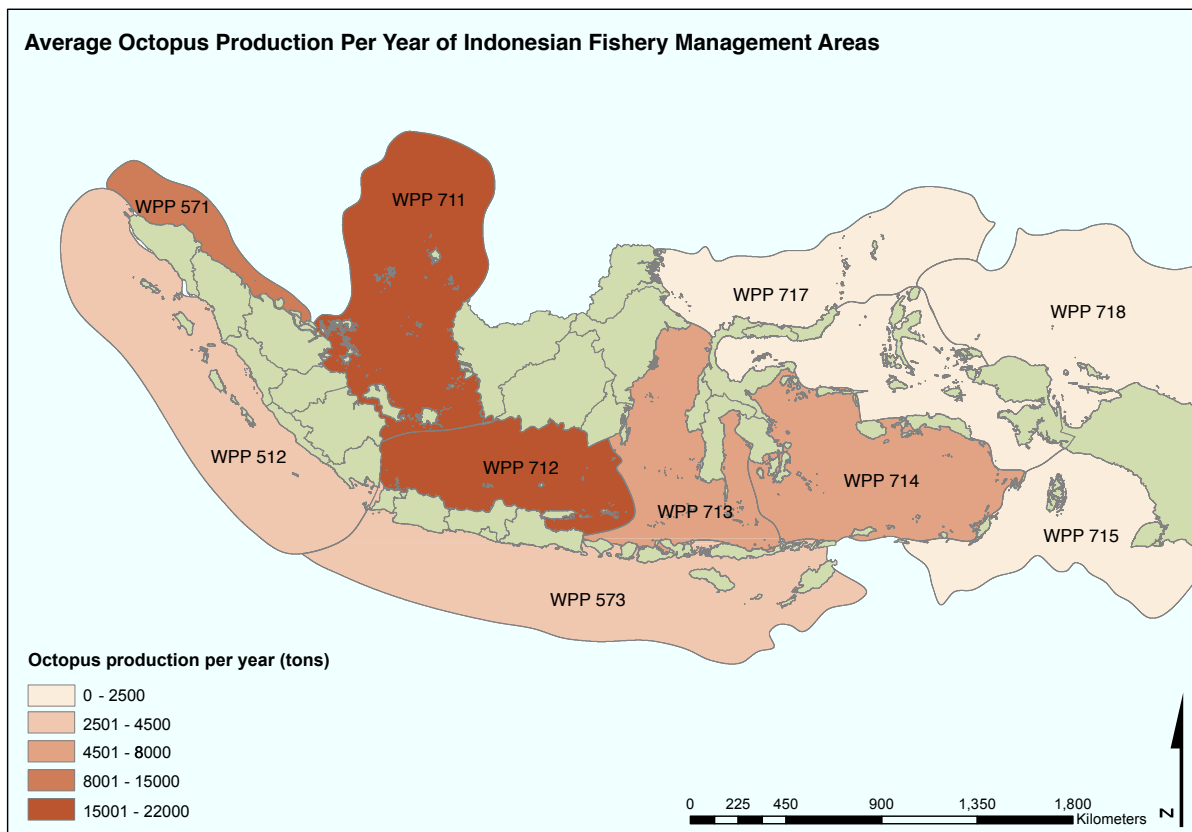 Average Octopus Production Per Year of Indonesian Fishery Management Areas
WPP 571
WPP 711
WPP 717
WPP 718
WPP 512
WPP 712
WPP 713
WPP 714
WPP 715
WPP 573
Octopus production per year (tons)
0 - 2500
2501 - 4500
4501 - 8000
8001 - 15000
15001 - 22000
0 225 450 900 1,350 1,800
Kilometers
N